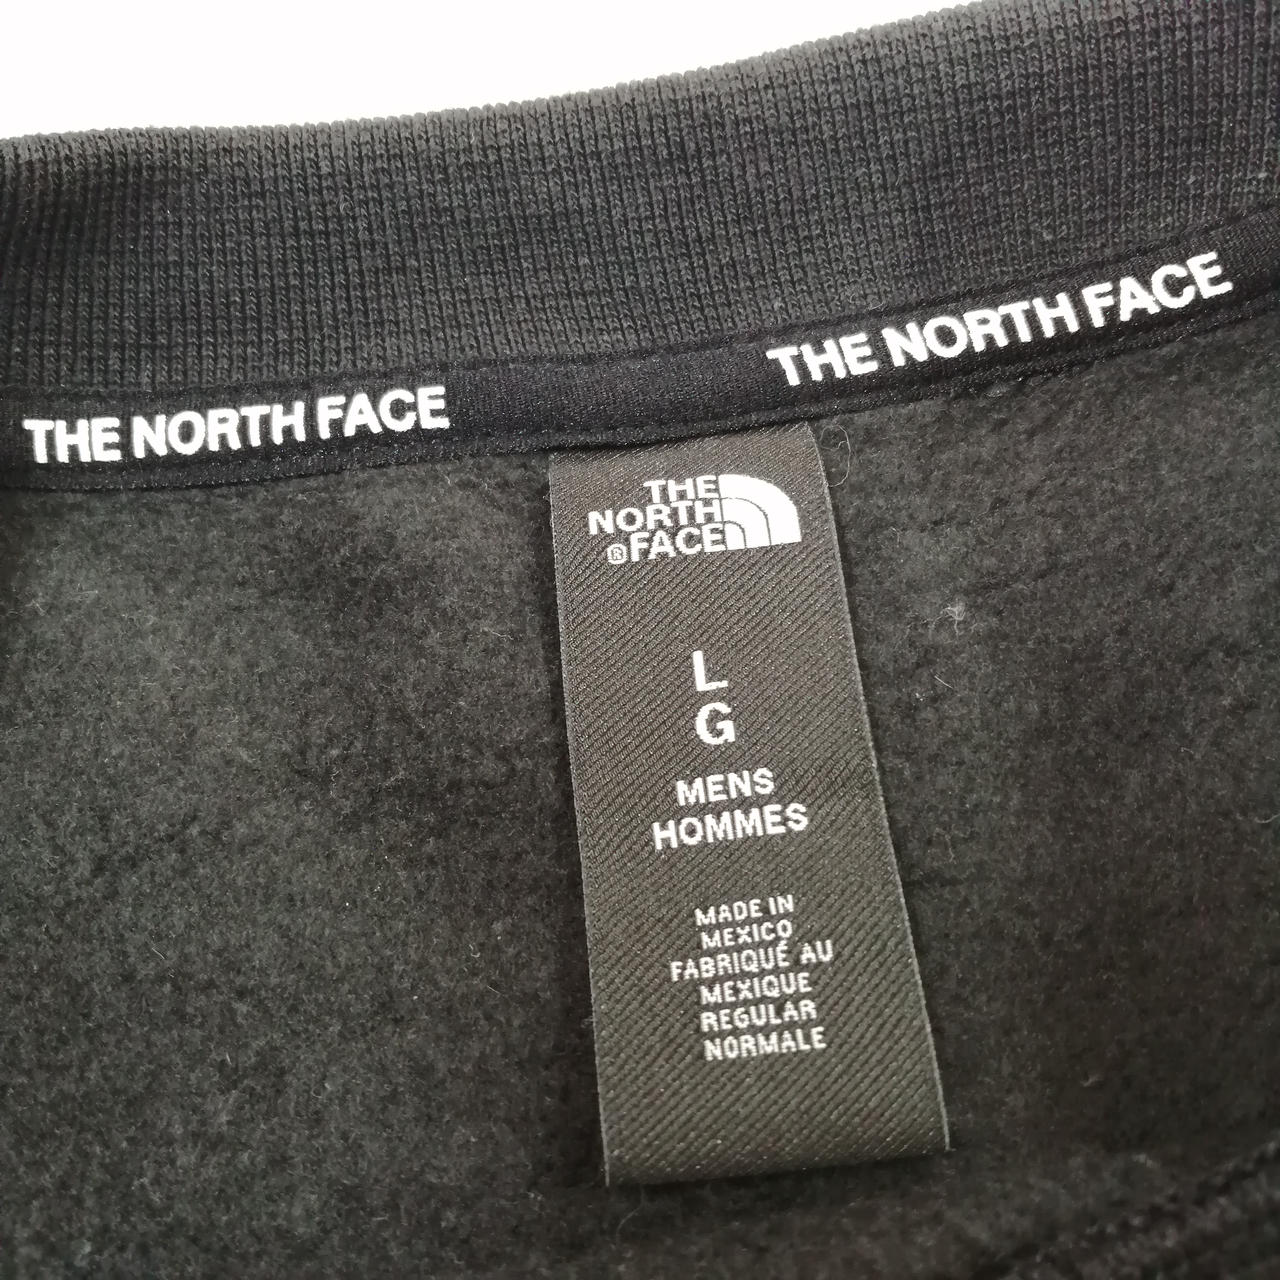 THE NORTH FACE
THE NORTH FACE
THE
NORTH
®FACE
L
G
MENS
HOMMES
MADE IN
MEXICO
FABRIQUÉ AU
MEXIQUE
REGULAR
NORMALE